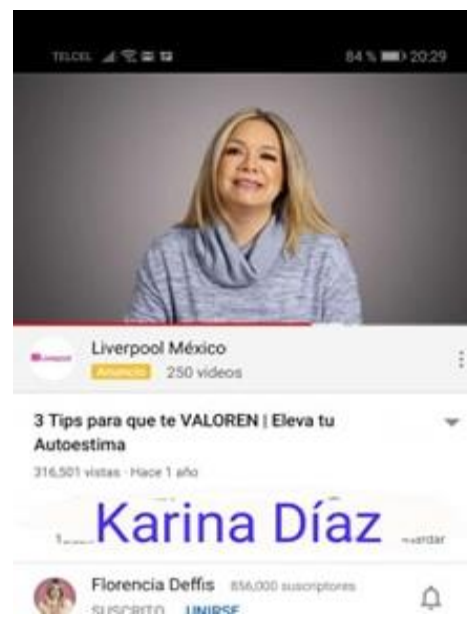 TELCEL 84 % 20:29
Liverpool México
Anuncio 250 videos
3 Tips para que te VALOREN | Eleva tu
Autoestima
316,501 vistas · Hace 1 año
Karina Díaz
Florencia Deffis 856,000 suscriptores
SUSCRITO UNIRSE